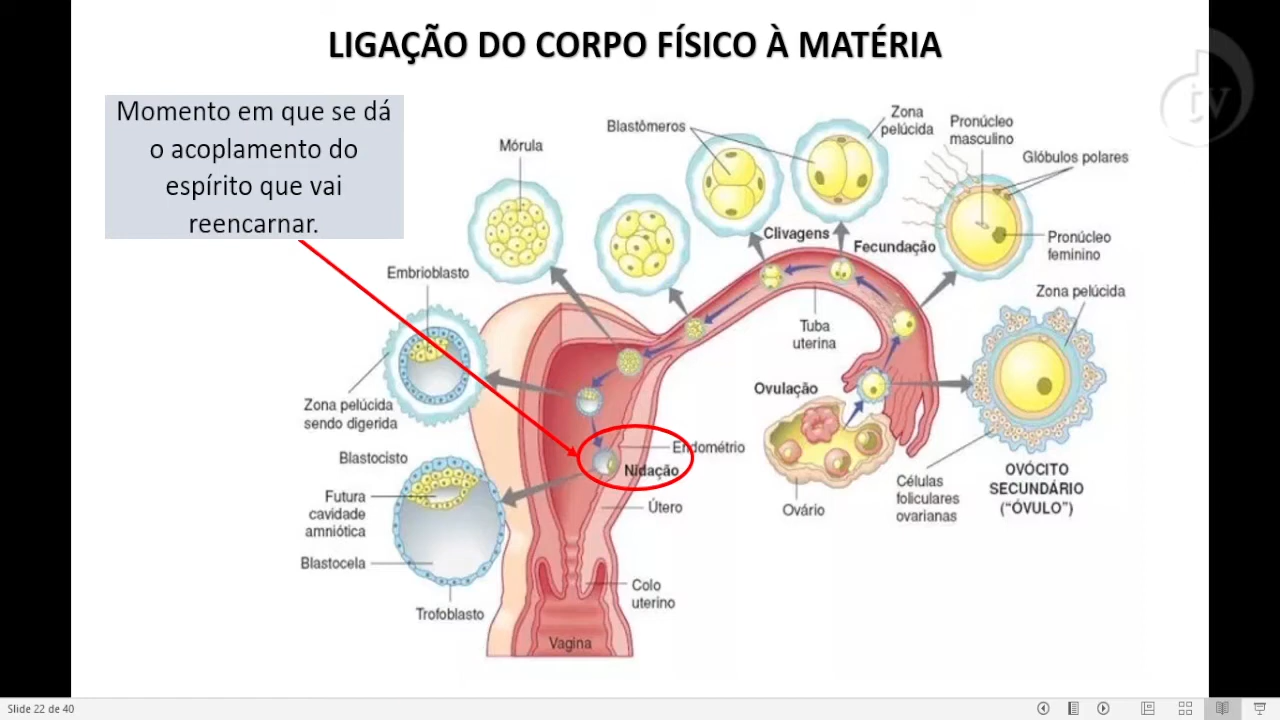 LIGAÇÃO DO CORPO FÍSICO À MATÉRIA
tv
Momento em que se dá
o acoplamento do
espírito que vai
reencarnar.
Mórula
Blastômeros
Zona
pelúcida
Pronúcleo
masculino
Glóbulos polares
Clivagens
Fecundação
Pronúcleo
feminino
Embrioblasto
Zona pelúcida
Tuba
uterina
Ovulação
Zona pelúcida
sendo digerida
Endométrio
Nidação
Blastocisto
Futura
cavidade
amniótica
Útero
Ovário
Células
foliculares
ovarianas
OVÓCITO
SECUNDÁRIO
("ÓVULO")
Blastocela
Colo
uterino
Trofoblasto
Vagina
Slide 22 de 40